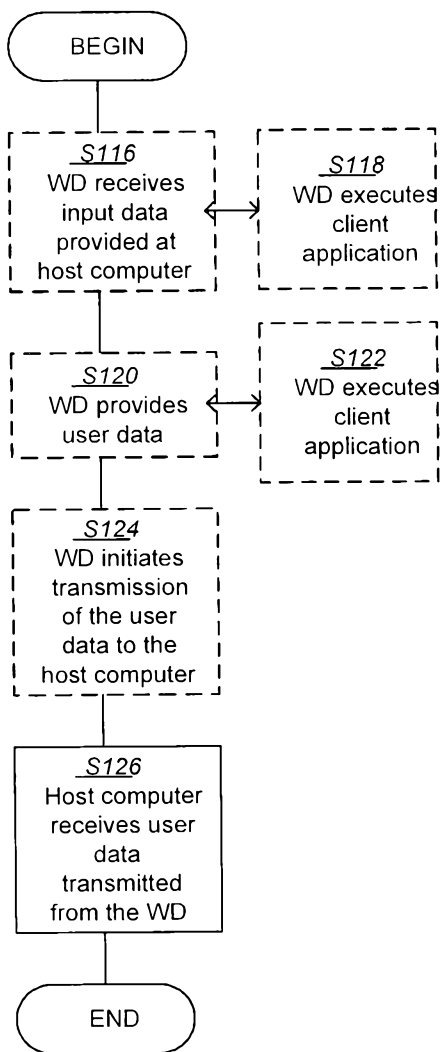 BEGIN
S116
WD receives
input data
provided at
host computer
S118
WD executes
client
application
S120
WD provides
user data
S122
WD executes
client
application
S124
WD initiates
transmission
of the user
data to the
host computer
S126
Host computer
receives user
data
transmitted
from the WD
END